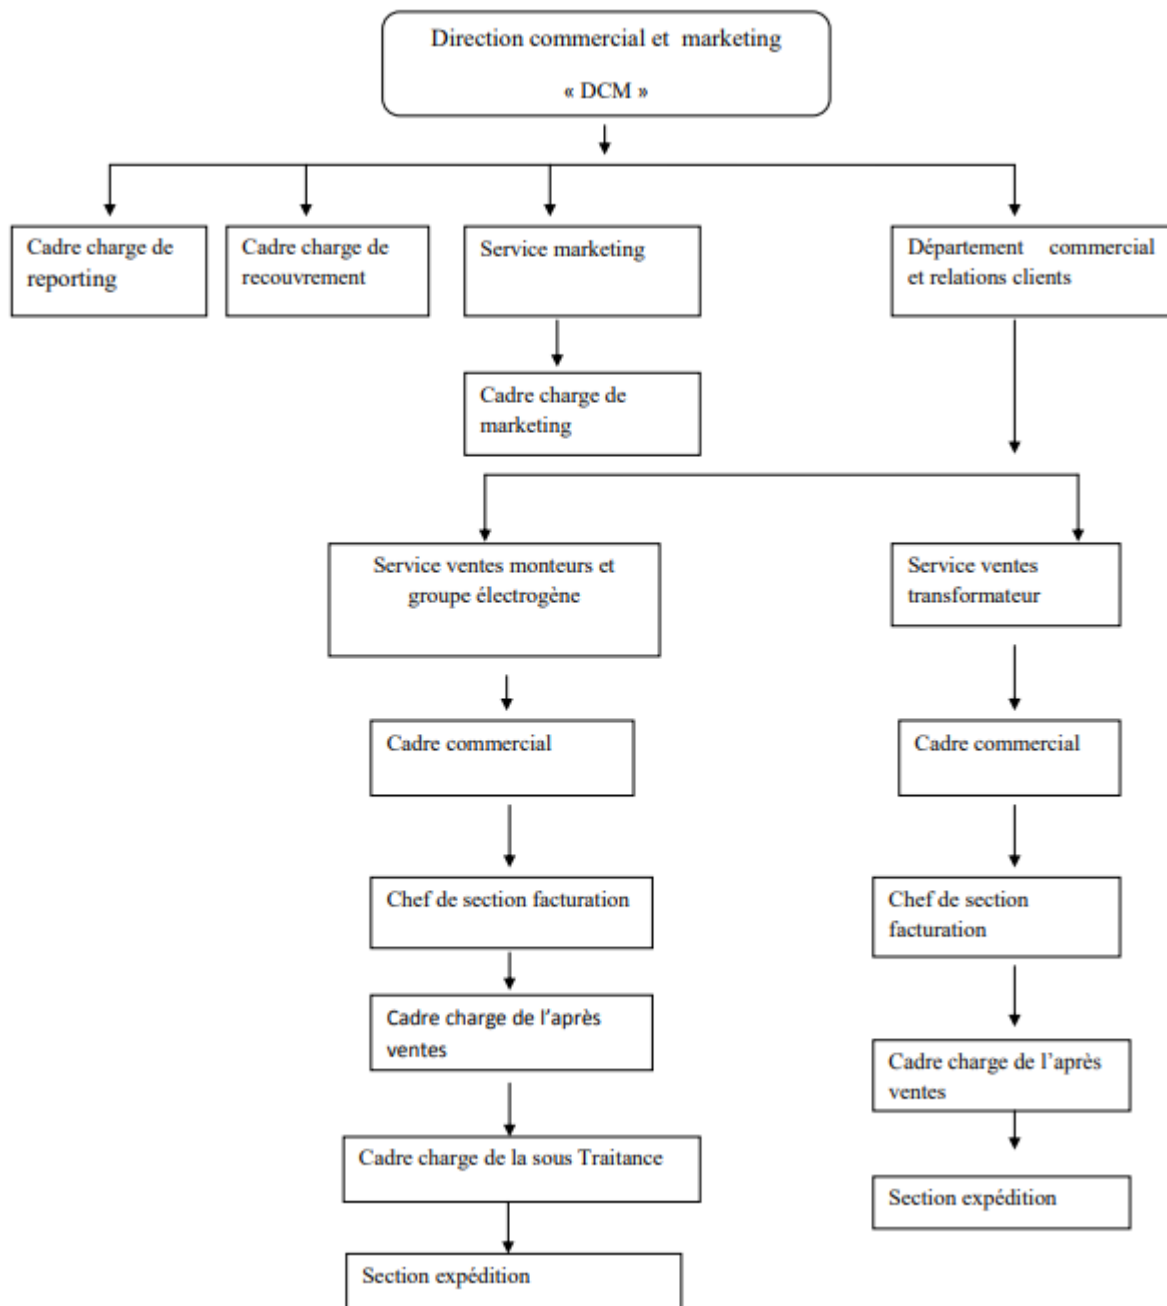 Direction commercial et marketing
« DCM »
Cadre charge de
reporting
Cadre charge de
recouvrement
Service marketing
Département commercial
et relations clients
Cadre charge de
marketing
Service ventes monteurs et
groupe électrogène
Service ventes
transformateur
Cadre commercial
Cadre commercial
Chef de section facturation
Chef de section
facturation
Cadre charge de l’après
ventes
Cadre charge de l’après
ventes
Cadre charge de la sous Traitance
Section expédition
Section expédition